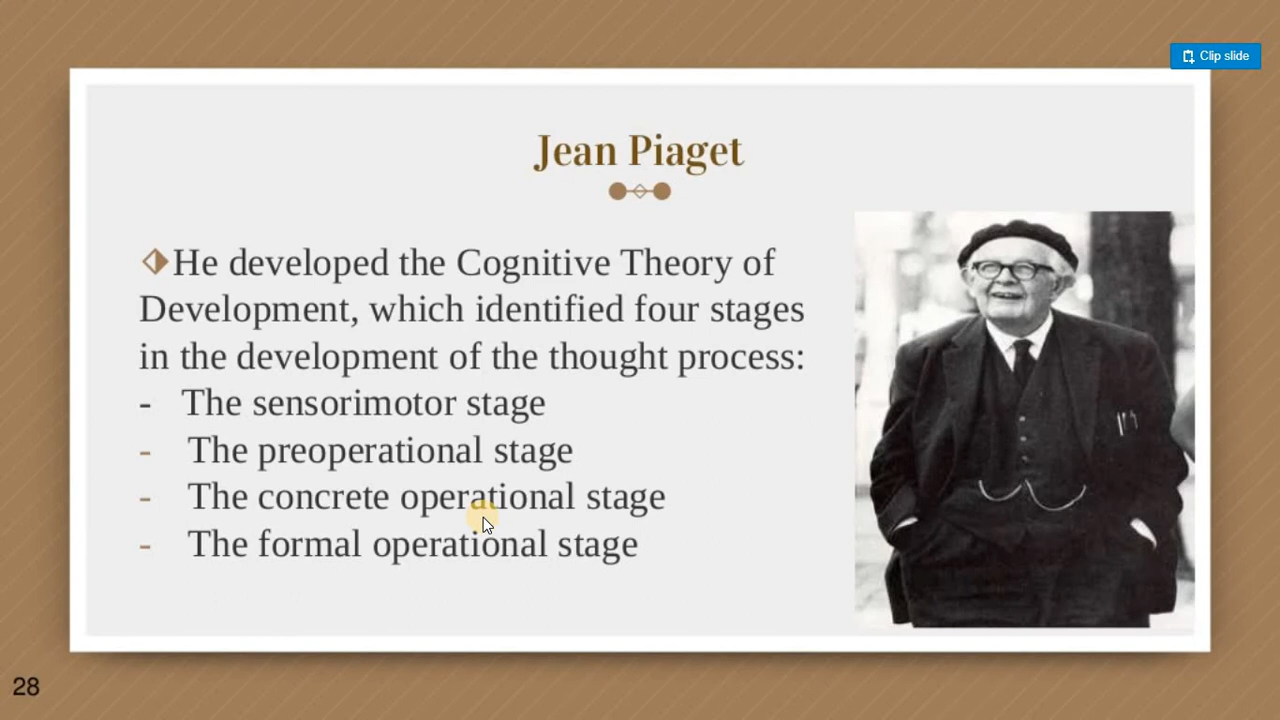 Clip slide
Jean Piaget
He developed the Cognitive Theory of
Development, which identified four stages
in the development of the thought process:
- The sensorimotor stage
- The preoperational stage
- The concrete operational stage
- The formal operational stage
28